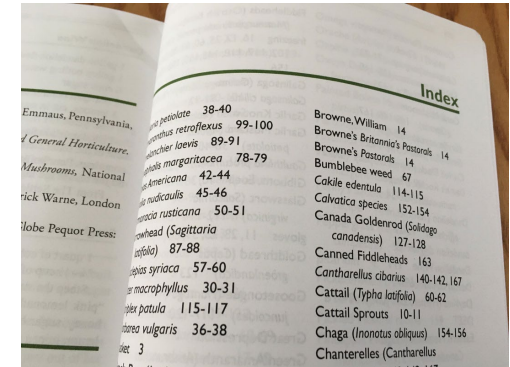 Emmaus, Pennsylvania,
General Horticulture.
Mushrooms, National
Warne, London
Pequot Press:
Index
petiolate 38-40
retroflexus 99-100
laevis 89-91
margaritacea 78-79
Americana 42-44
nudicaulis 45-46
rusticana 50-51
(Sagittaria
87-88
syriaca 57-60
macrophyllus 30-31
patula 115-117
vulgaris 36-38
3
Browne, William 14
Browne's Britannia's Pastorals 14
Browne's Pastorals 14
Bumblebee weed 67
Cakile edentula 114-115
Calvatica species 152-154
Canada Goldenrod (Solidago
canadensis) 127-128
Canned Fiddleheads 163
Cantharellus cibarius 140-142, 167
Cattail (Typha latifolia) 60-62
Cattail Sprouts 10-11
Chaga (Inonotus obliquus) 154-156
Chanterelles (Cantharellus